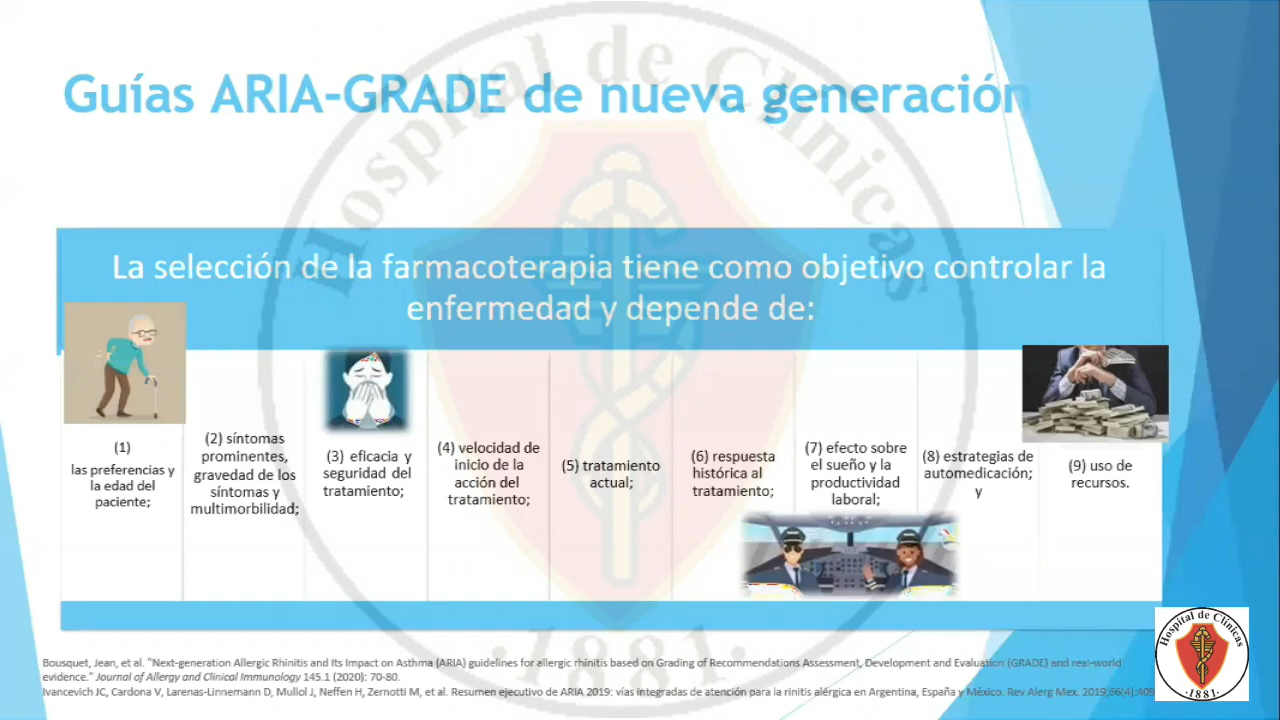 Guías ARIA-GRADE de nueva generación
Hospital de Clínicas
La selección de la farmacoterapia tiene como objetivo controlar la
enfermedad y depende de:
(1)
las preferencias y
la edad del
paciente;
(2) síntomas
prominentes,
gravedad de los
síntomas y
multimorbilidad;
(3) eficacia y
seguridad del
tratamiento;
(4) velocidad de
inicio de la
acción del
tratamiento;
(5) tratamiento
actual;
(6) respuesta
histórica al
tratamiento;
(7) efecto sobre
el sueño y la
productividad
laboral;
(8) estrategias de
automedicación;
y
(9) uso de
recursos.
1881.
Bousquet, Jean, et al. "Next-generation Allergic Rhinitis and Its Impact on Asthma (ARIA) guidelines for allergic rhinitis based on Grading of Recommendations Assessment, Development and Evaluation (GRADE) and real-world
evidence." Journal of Allergy and Clinical Immunology 145.1 (2020): 70-80.
Ivancevich JC, Cardona V, Larenas-Linnemann D, Mullol J, Neffen H, Zernotti M, et al. Resumen ejecutivo de ARIA 2019: vías integradas de atención para la rinitis alérgica en Argentina, España y México. Rev Alerg Mex. 2019;66(4):409
Hospital de Clínicas
·1881·